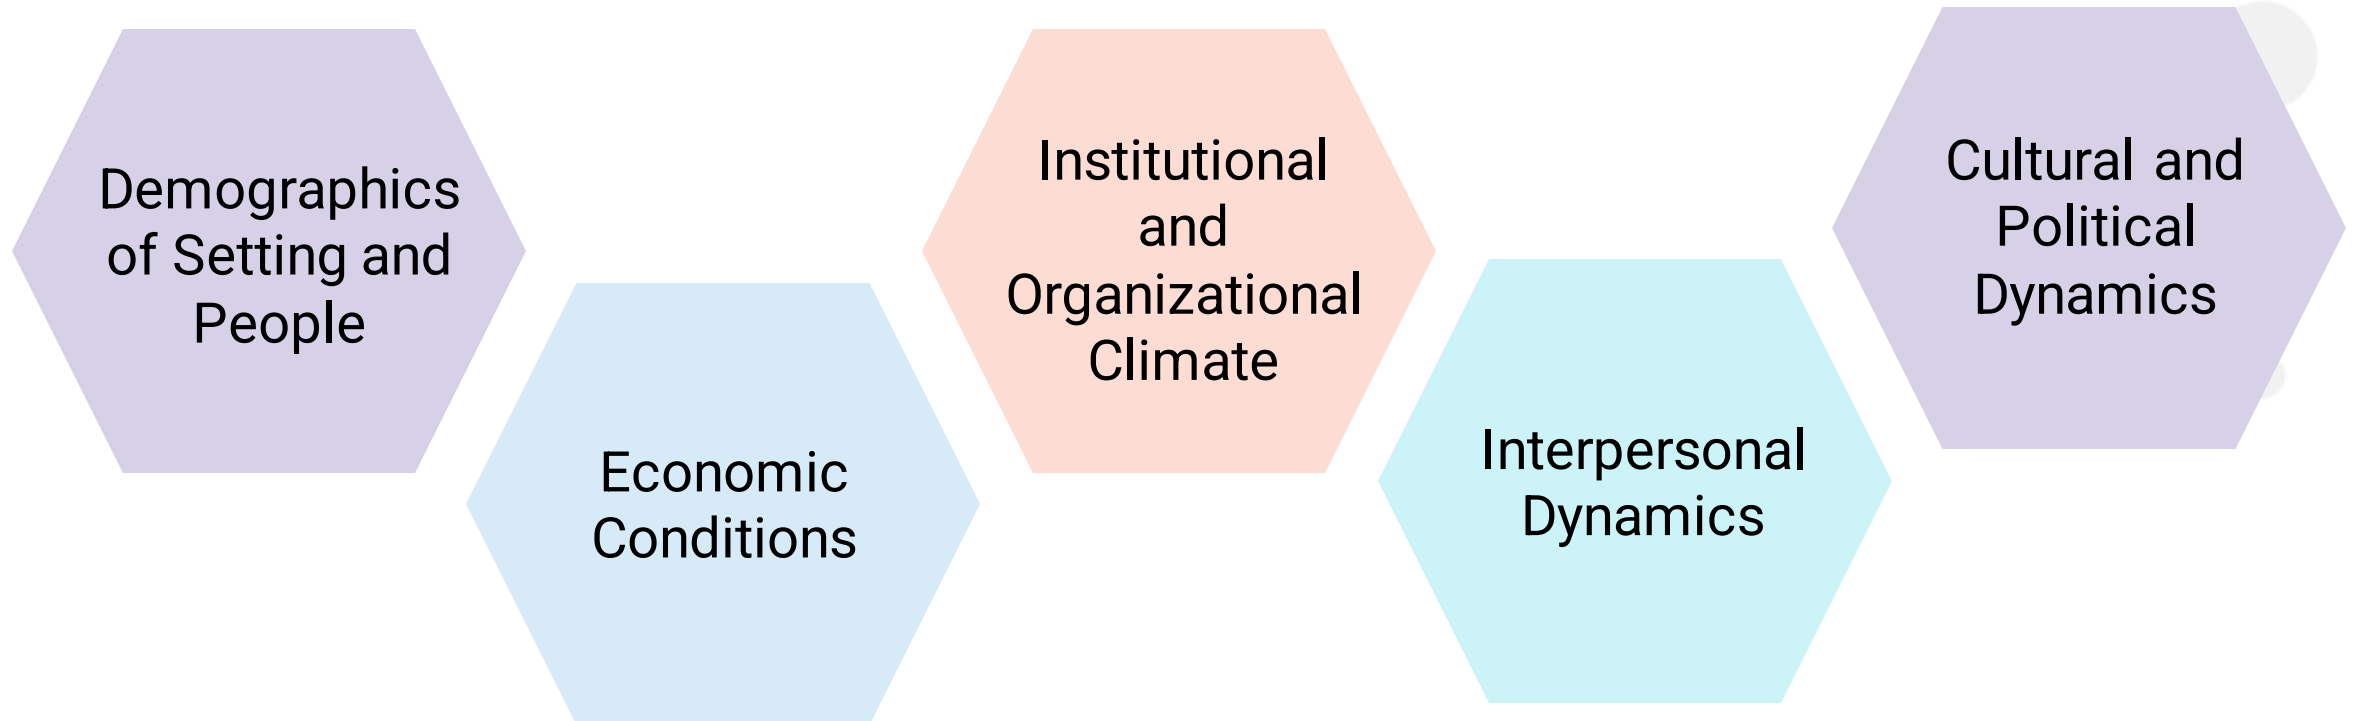 Demographics
of Setting and
People
Economic
Conditions
Institutional
and
Organizational
Climate
Interpersonal
Dynamics
Cultural and
Political
Dynamics